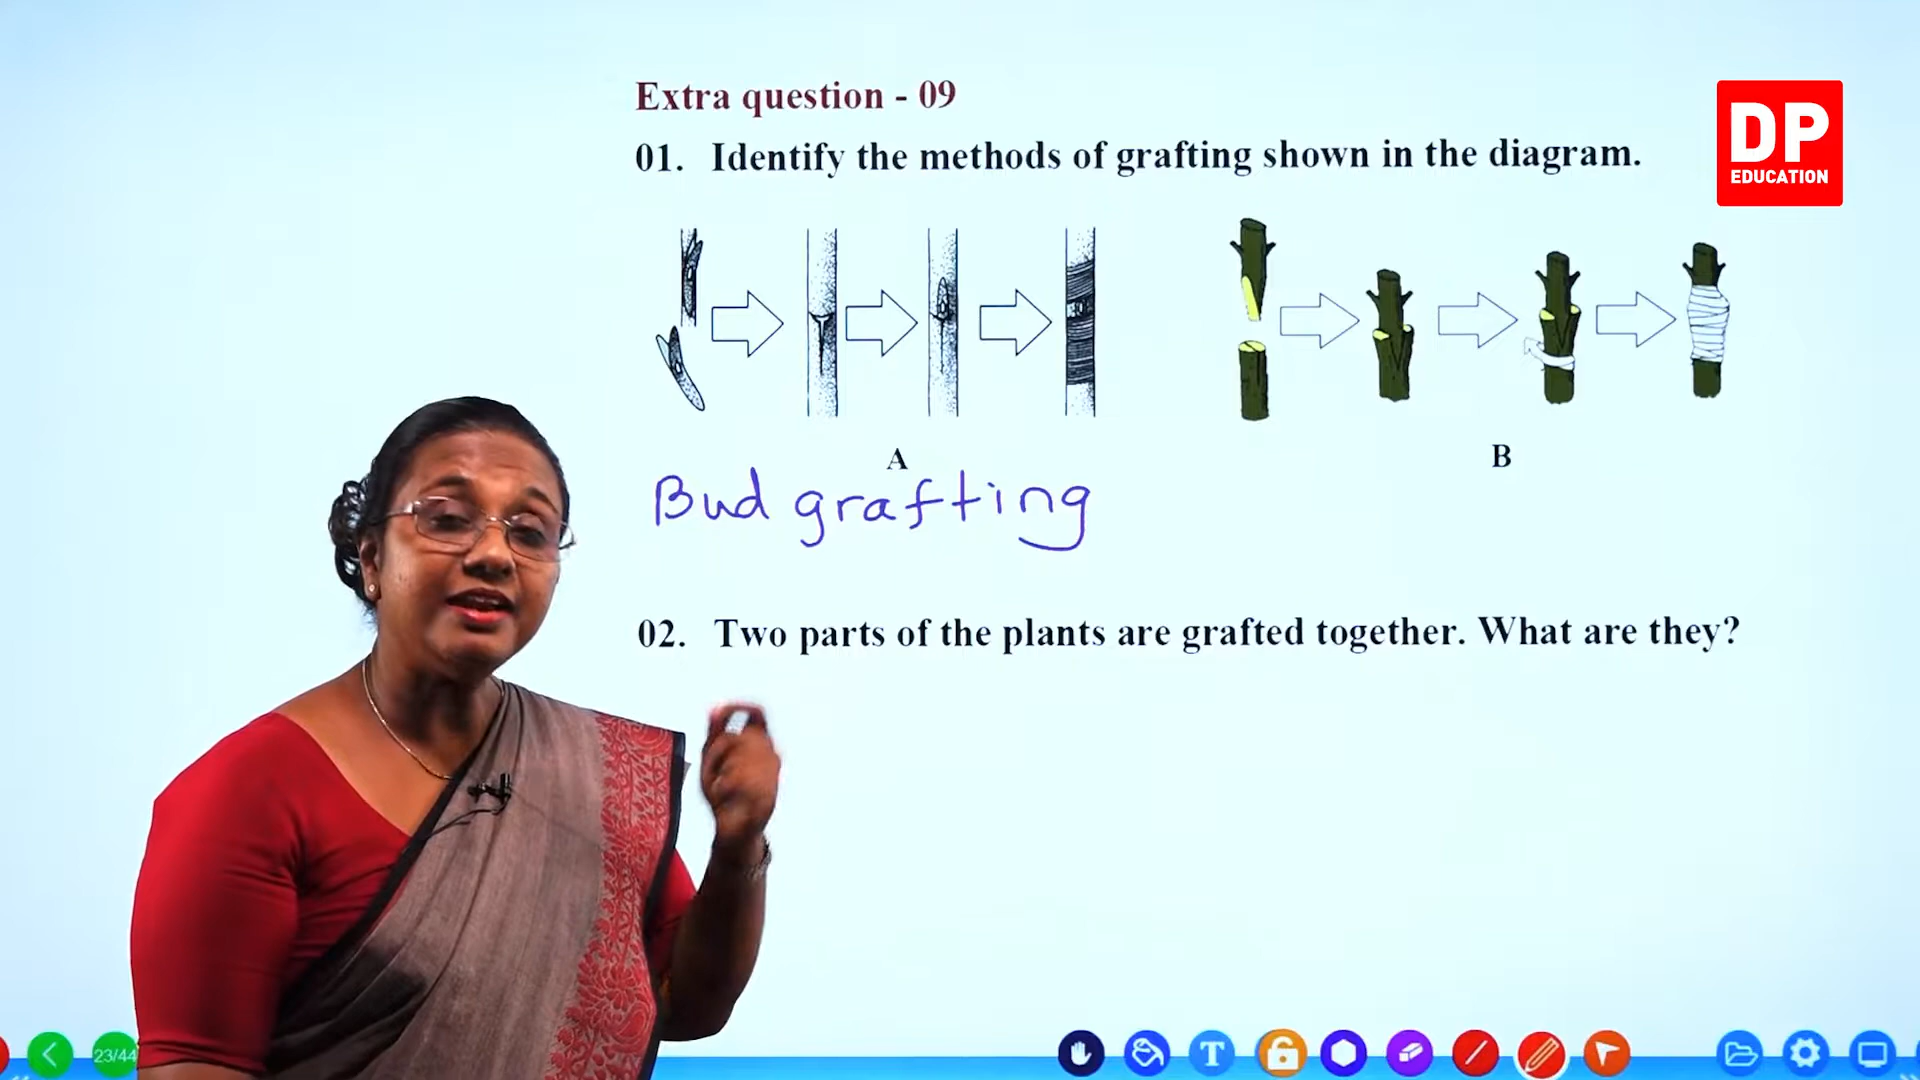 Extra question - 09
DP
EDUCATION
01. Identify the methods of grafting shown in the diagram.
A
B
Bud grafting
02. Two parts of the plants are grafted together. What are they?
23/44
T